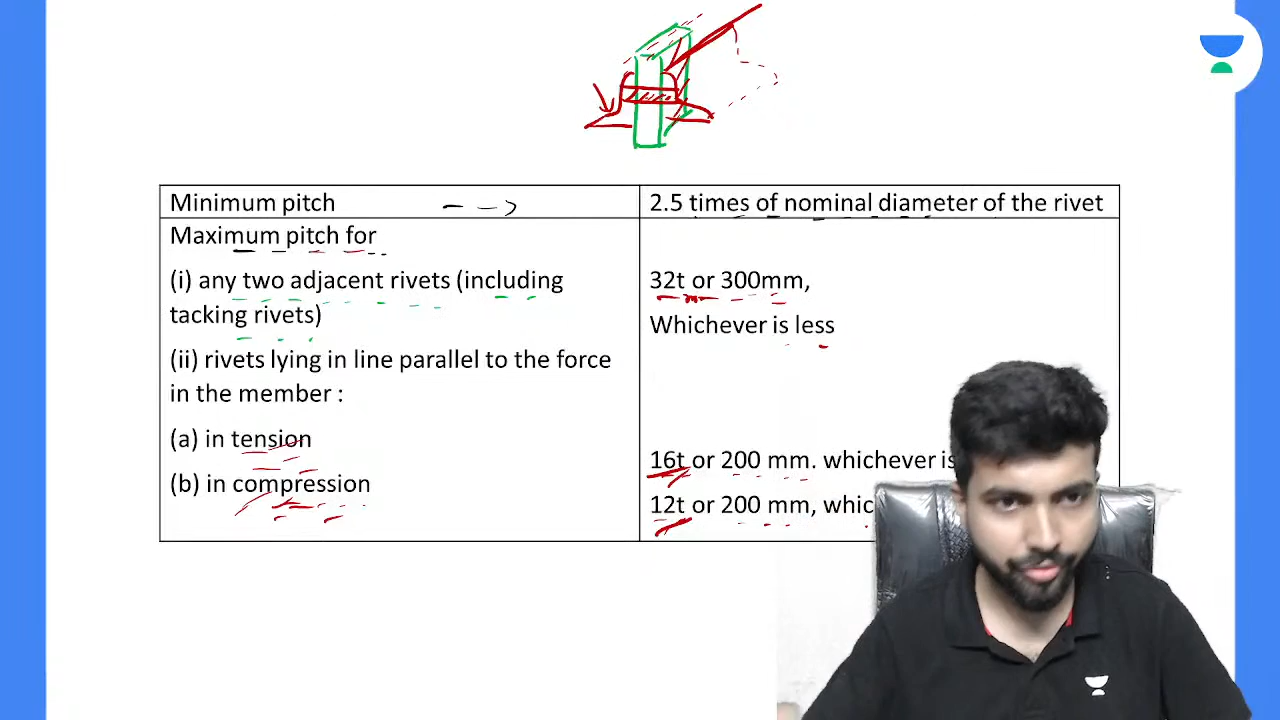 Minimum pitch
2.5 times of nominal diameter of the rivet
Maximum pitch for
(i) any two adjacent rivets (including
tacking rivets)
32t or 300mm,
Whichever is less
(ii) rivets lying in line parallel to the force
in the member :
(a) in tension
16t or 200 mm. whichever is
(b) in compression
12t or 200 mm,